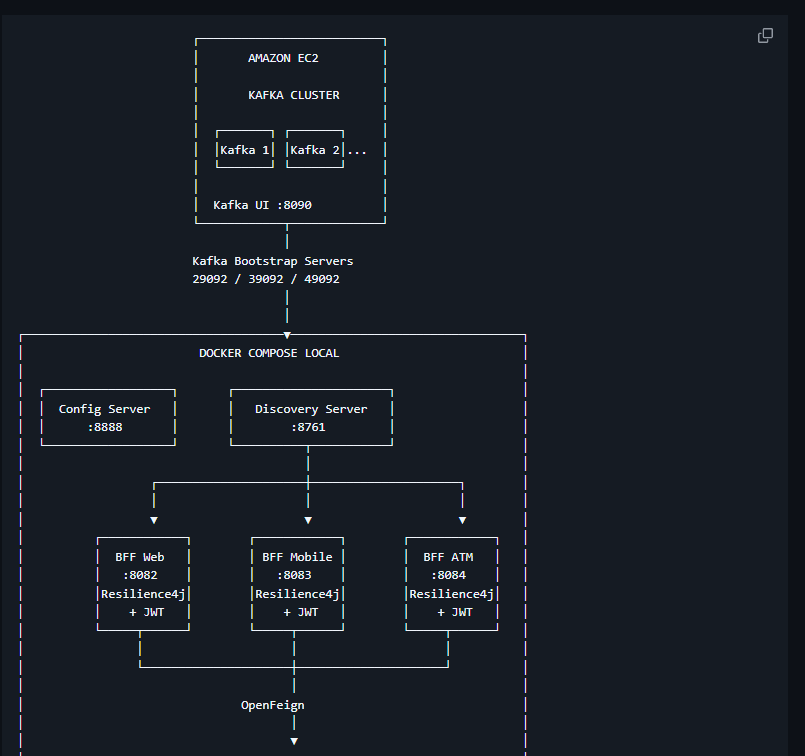 AMAZON EC2
KAFKA CLUSTER
Kafka 1 Kafka 2 ...
Kafka UI :8090
Kafka Bootstrap Servers
29092 / 39092 / 49092
DOCKER COMPOSE LOCAL
Config Server Discovery Server
:8888 :8761
BFF Web BFF Mobile BFF ATM
:8082 :8083 :8084
Resilience4j Resilience4j Resilience4j
+ JWT + JWT + JWT
OpenFeign